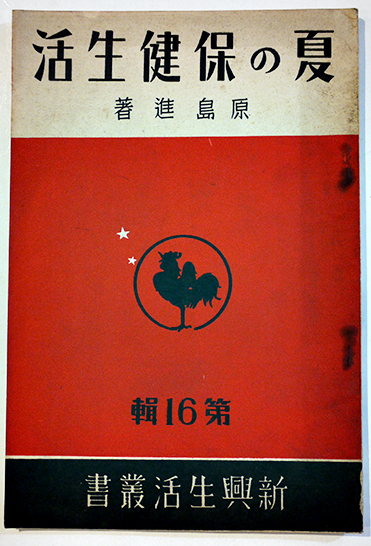 夏の保健生活
原島進著
第16輯
新興生活叢書